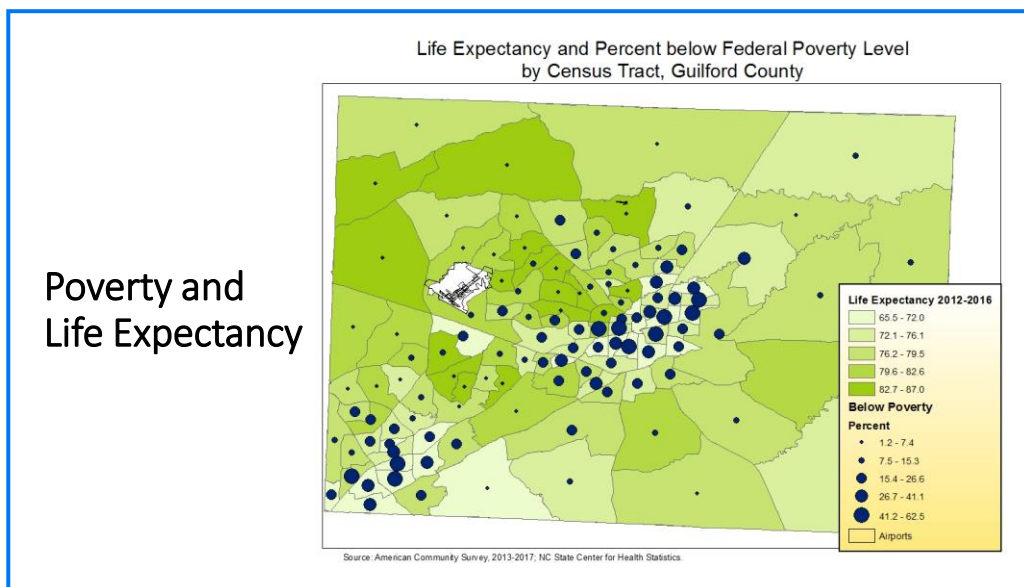 Life Expectancy and Percent below Federal Poverty Level
by Census Tract, Guilford County
Poverty and
Life Expectancy
Life Expectancy 2012-2016
65.5 - 72.0
72.1 - 76.1
76.2 - 79.5
79.6 - 82.6
82.7 - 87.0
Below Poverty
Percent
1.2 - 7.4
7.5 - 15.3
15.4 - 26.6
26.7 - 41.1
41.2 - 62.5
Airports
Source: American Community Survey, 2013-2017; NC State Center for Health Statistics.